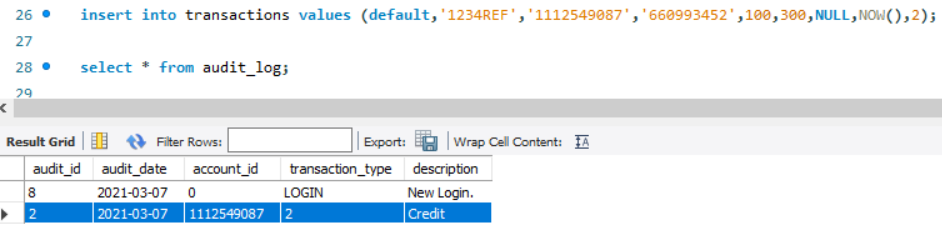 26 insert into transactions values (default,'1234REF','1112549087','660993452',100,300,NULL,NOW(),2);
27
28 select * from audit_log;
29
Result Grid Filter Rows: Export: Wrap Cell Content: IA
audit_id audit_date account_id transaction_type description
8 2021-03-07 0 LOGIN New Login.
2 2021-03-07 1112549087 2 Credit